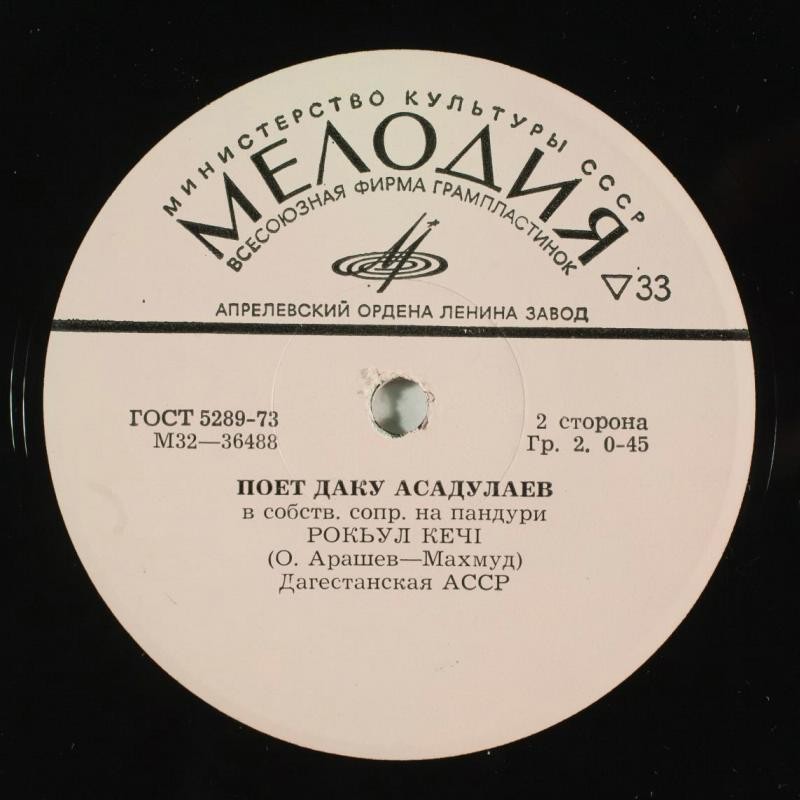 МИНИСТЕРСТВО КУЛЬТУРЫ СССР
МЕЛОДИЯ
ВСЕСОЮЗНАЯ ФИРМА ГРАМПЛАСТИНОК
33
АПРЕЛЕВСКИЙ ОРДЕНА ЛЕНИНА ЗАВОД
ГОСТ 5289-73
М32—36488
2 сторона
Гр. 2. 0-45
ПОЕТ ДАКУ АСАДУЛАЕВ
в собств. сопр. на пандури
РОКЬУЛ КЕЧІ
(О. Арашев—Махмуд)
Дагестанская АССР